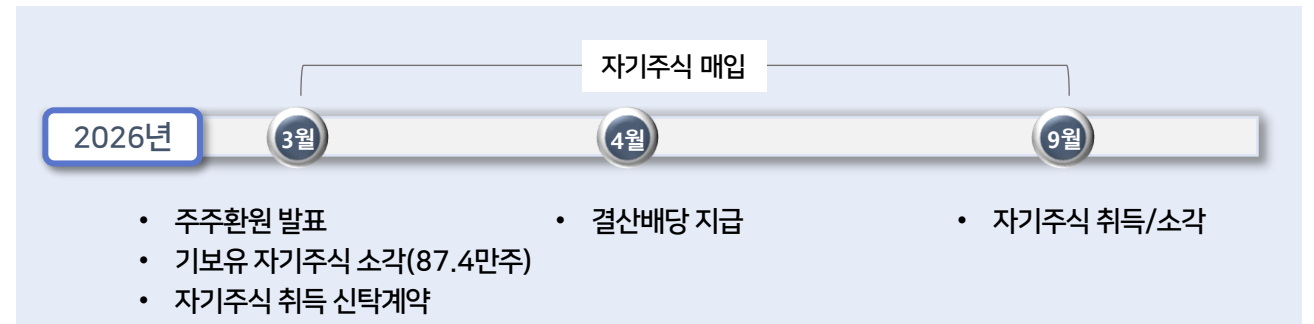 자기주식 매입
2026년
3월
4월
9월
• 주주환원 발표
• 기보유 자기주식 소각(87.4만주)
• 자기주식 취득 신탁계약
• 결산배당 지급
• 자기주식 취득/소각